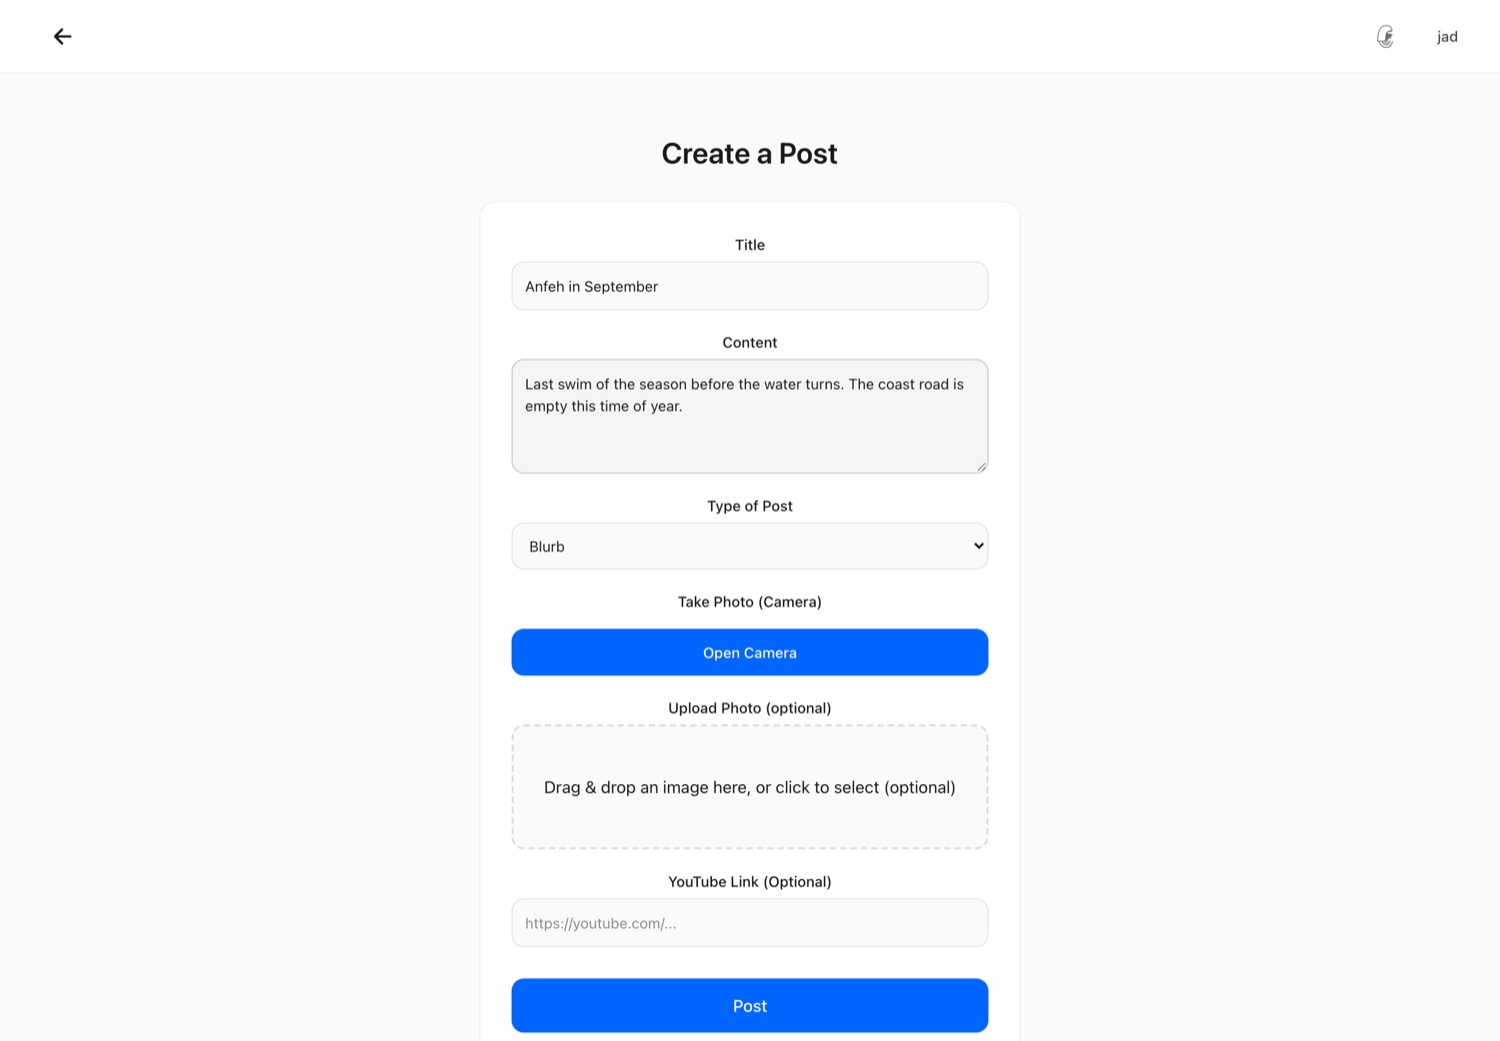 jad
Create a Post
Title
Anfeh in September
Content
Last swim of the season before the water turns. The coast road is
empty this time of year.
Type of Post
Blurb
Take Photo (Camera)
Open Camera
Upload Photo (optional)
Drag & drop an image here, or click to select (optional)
YouTube Link (Optional)
https://youtube.com/...
Post